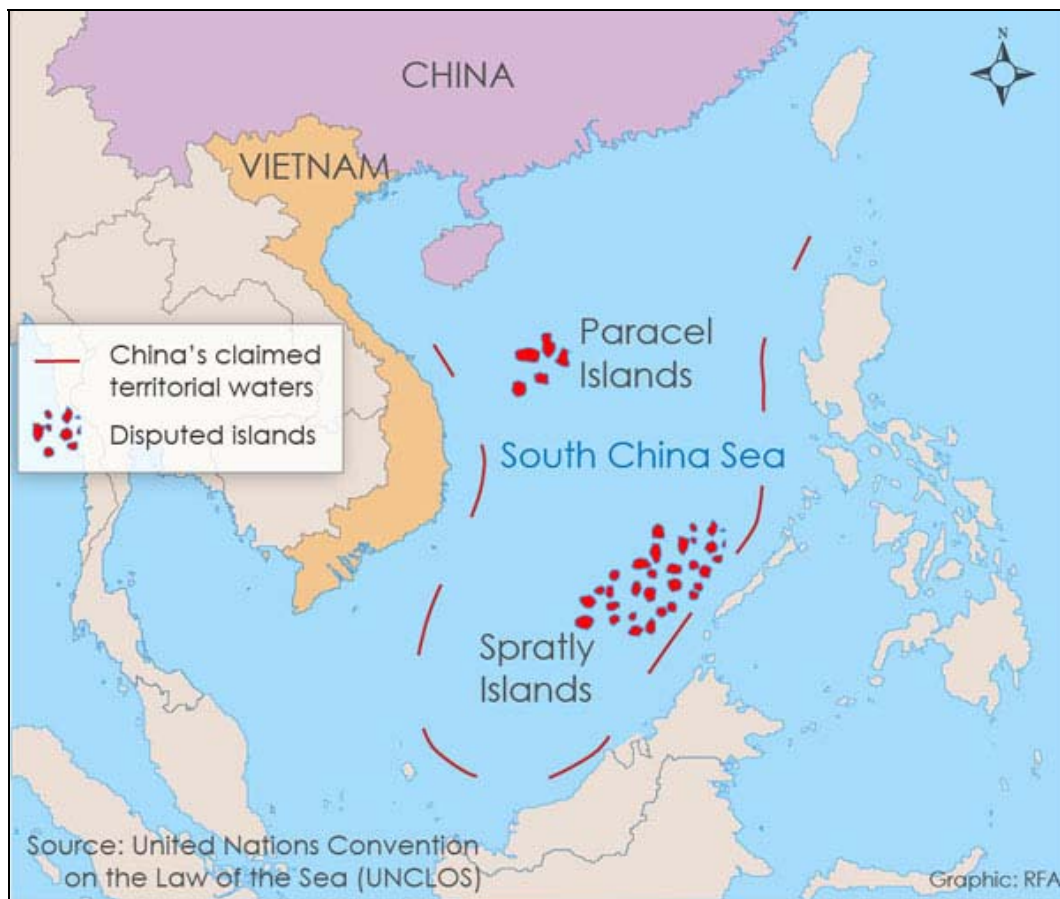 N
CHINA
VIETNAM
Paracel
Islands
China's claimed
territorial waters
Disputed islands
South China Sea
Spratly
Islands
Source: United Nations Convention
on the Law of the Sea (UNCLOS)
Graphic: RFA